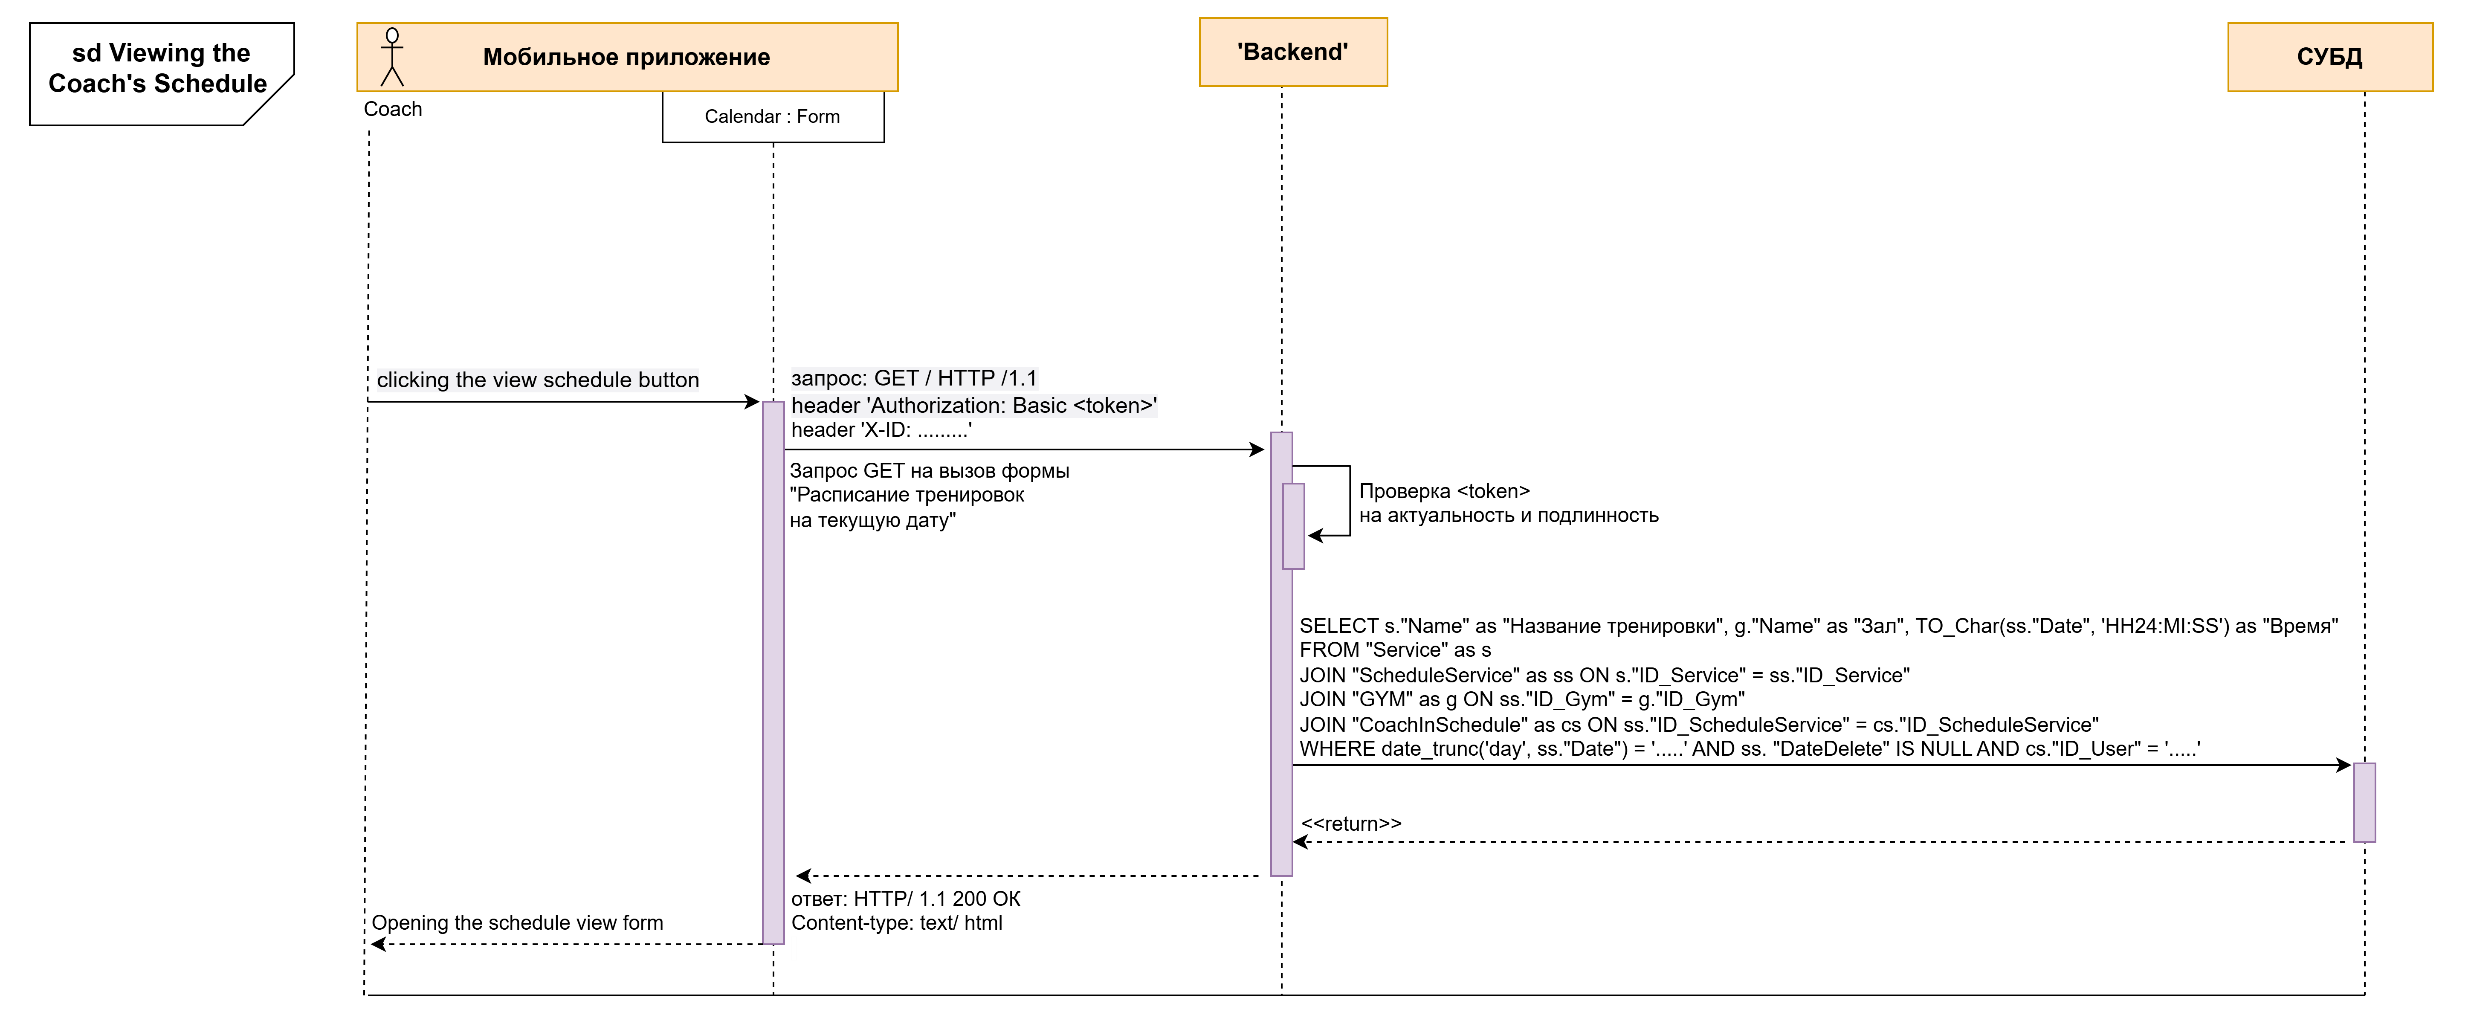 sd Viewing the
Coach's Schedule
Мобильное приложение
'Backend'
СУБД
Coach
Calendar : Form
clicking the view schedule button
запрос: GET / HTTP /1.1
header 'Authorization: Basic <token>'
header 'X-ID: .........'
Запрос GET на вызов формы
"Расписание тренировок
на текущую дату"
Проверка <token>
на актуальность и подлинность
SELECT s."Name" as "Название тренировки", g."Name" as "Зал", TO_Char(ss."Date", 'HH24:MI:SS') as "Время"
FROM "Service" as s
JOIN "ScheduleService" as ss ON s."ID_Service" = ss."ID_Service"
JOIN "GYM" as g ON ss."ID_Gym" = g."ID_Gym"
JOIN "CoachInSchedule" as cs ON ss."ID_ScheduleService" = cs."ID_ScheduleService"
WHERE date_trunc('day', ss."Date") = '.....' AND ss. "DateDelete" IS NULL AND cs."ID_User" = '.....'
<<return>>
ответ: HTTP/ 1.1 200 ОК
Content-type: text/ html
Opening the schedule view form